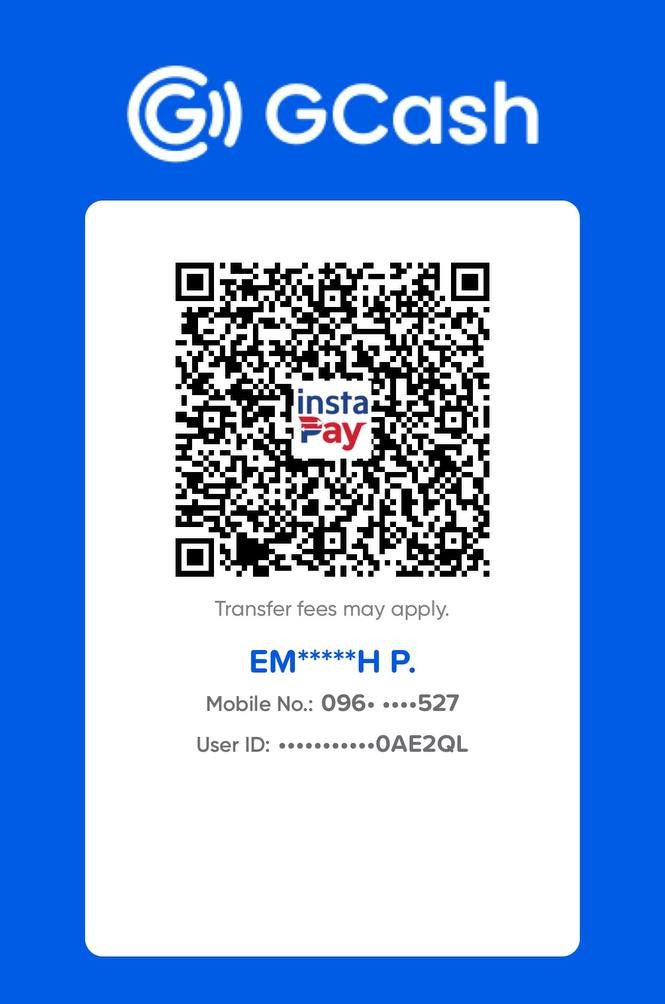 GCash
insta
Pay
Transfer fees may apply.
EM*****H P.
Mobile No.: 096• ••••527
User ID: •••••••••••0AE2QL